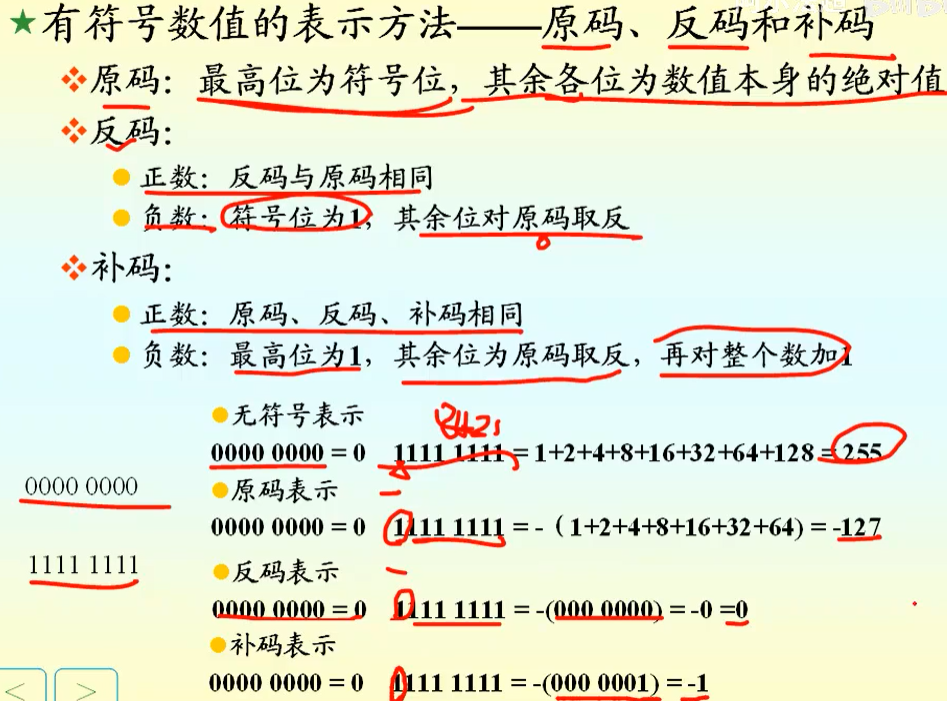 ★有符号数值的表示方法——原码、反码和补码
原码：最高位为符号位，其余各位为数值本身的绝对值
反码：
正数：反码与原码相同
负数：符号位为1，其余位对原码取反
补码：
正数：原码、反码、补码相同
负数：最高位为1，其余位为原码取反，再对整个数加1
无符号表示
0000 0000 = 0 1111 1111 = 1+2+4+8+16+32+64+128 = 255
0000 0000
原码表示
0000 0000 = 0 1111 1111 = -（1+2+4+8+16+32+64) = -127
1111 1111
反码表示
0000 0000 = 0 1111 1111 = -(000 0000) = -0 =0
补码表示
0000 0000 = 0 1111 1111 = -(000 0001) = -1
< >